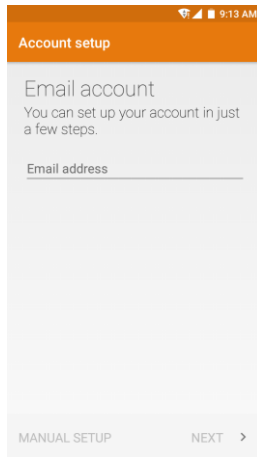 9:13 AM
Account setup
Email account
You can set up your account in just
a few steps.
Email address
MANUAL SETUP NEXT